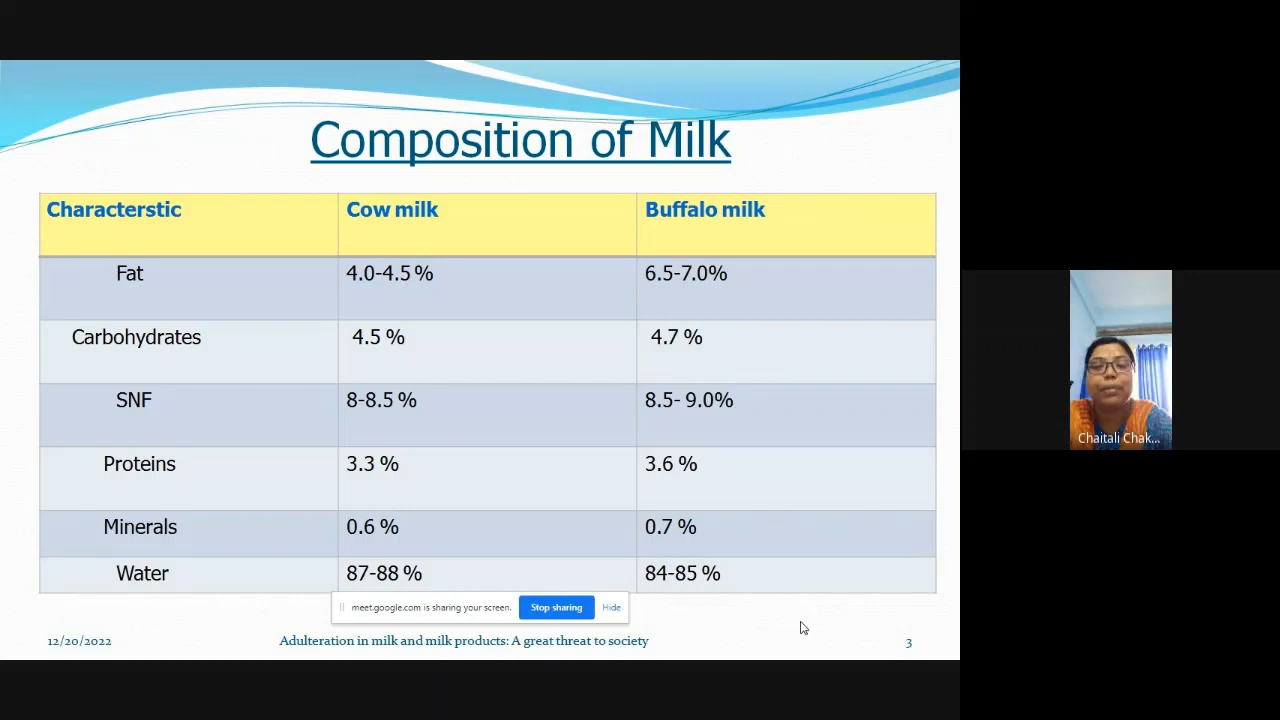 Composition of Milk
Characterstic Cow milk Buffalo milk
Fat 4.0-4.5 % 6.5-7.0%
Carbohydrates 4.5 % 4.7 %
SNF 8-8.5 % 8.5- 9.0%
Proteins 3.3 % 3.6 %
Minerals 0.6 % 0.7 %
Water 87-88 % 84-85 %
meet.google.com is sharing your screen. Stop sharing Hide
12/20/2022 Adulteration in milk and milk products: A great threat to society 3
Chaitali Chak...